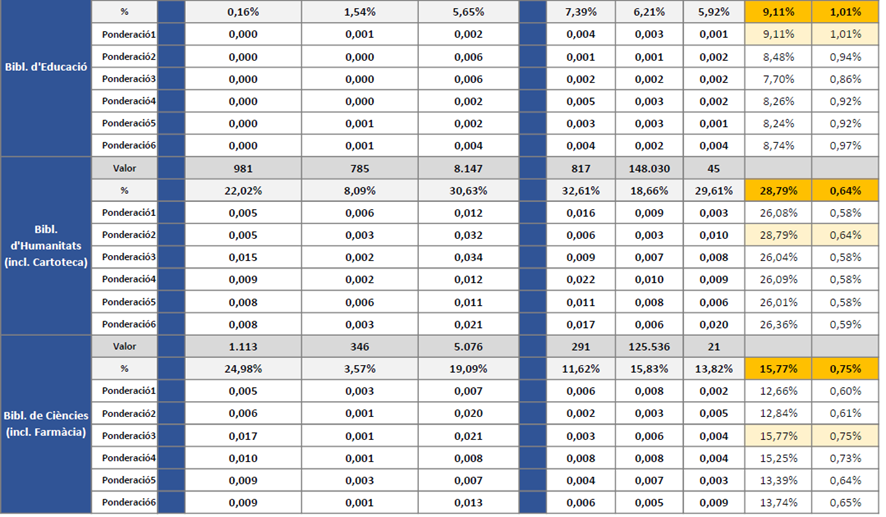 % 0,16% 1,54% 5,65% 7,39% 6,21% 5,92% 9,11% 1,01%
Ponderació1 0,000 0,001 0,002 0,004 0,003 0,001 9,11% 1,01%
Ponderació2 0,000 0,000 0,006 0,001 0,001 0,002 8,48% 0,94%
Bibl. d'Educació
Ponderació3 0,000 0,000 0,006 0,002 0,002 0,002 7,70% 0,86%
Ponderació4 0,000 0,000 0,002 0,005 0,003 0,002 8,26% 0,92%
Ponderació5 0,000 0,001 0,002 0,003 0,003 0,001 8,24% 0,92%
Ponderació6 0,000 0,000 0,004 0,004 0,002 0,004 8,74% 0,97%
Valor 981 785 8.147 817 148.030 45
% 22,02% 8,09% 30,63% 32,61% 18,66% 29,61% 28,79% 0,64%
Ponderació1 0,005 0,006 0,012 0,016 0,009 0,003 26,08% 0,58%
Bibl.
d'Humanitats
(incl. Cartoteca)
Ponderació2 0,005 0,003 0,032 0,006 0,003 0,010 28,79% 0,64%
Ponderació3 0,015 0,002 0,034 0,009 0,007 0,008 26,04% 0,58%
Ponderació4 0,009 0,002 0,012 0,022 0,010 0,009 26,09% 0,58%
Ponderació5 0,008 0,006 0,011 0,011 0,008 0,006 26,01% 0,58%
Ponderació6 0,008 0,003 0,021 0,017 0,006 0,020 26,36% 0,59%
Valor 1.113 346 5.076 291 125.536 21
% 24,98% 3,57% 19,09% 11,62% 15,83% 13,82% 15,77% 0,75%
Ponderació1 0,005 0,003 0,007 0,006 0,008 0,002 12,66% 0,60%
Bibl. de Ciències
(incl. Farmàcia)
Ponderació2 0,006 0,001 0,020 0,002 0,003 0,005 12,84% 0,61%
Ponderació3 0,017 0,001 0,021 0,003 0,006 0,004 15,77% 0,75%
Ponderació4 0,010 0,001 0,008 0,008 0,008 0,004 15,25% 0,73%
Ponderació5 0,009 0,003 0,007 0,004 0,007 0,003 13,39% 0,64%
Ponderació6 0,009 0,001 0,013 0,006 0,005 0,009 13,74% 0,65%